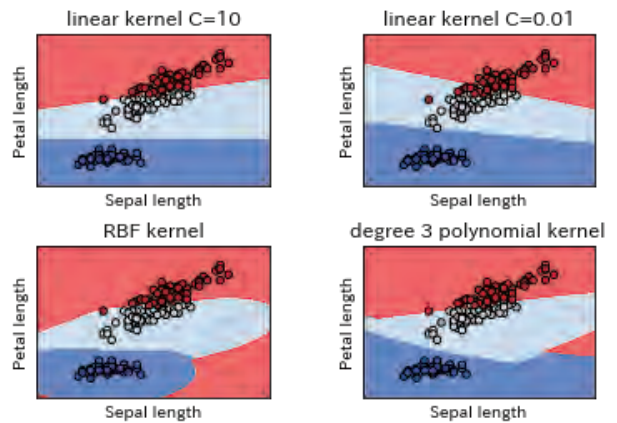 linear kernel C=10
linear kernel C=0.01
Petal length
Petal length
Sepal length
Sepal length
RBF kernel
degree 3 polynomial kernel
Petal length
Petal length
Sepal length
Sepal length